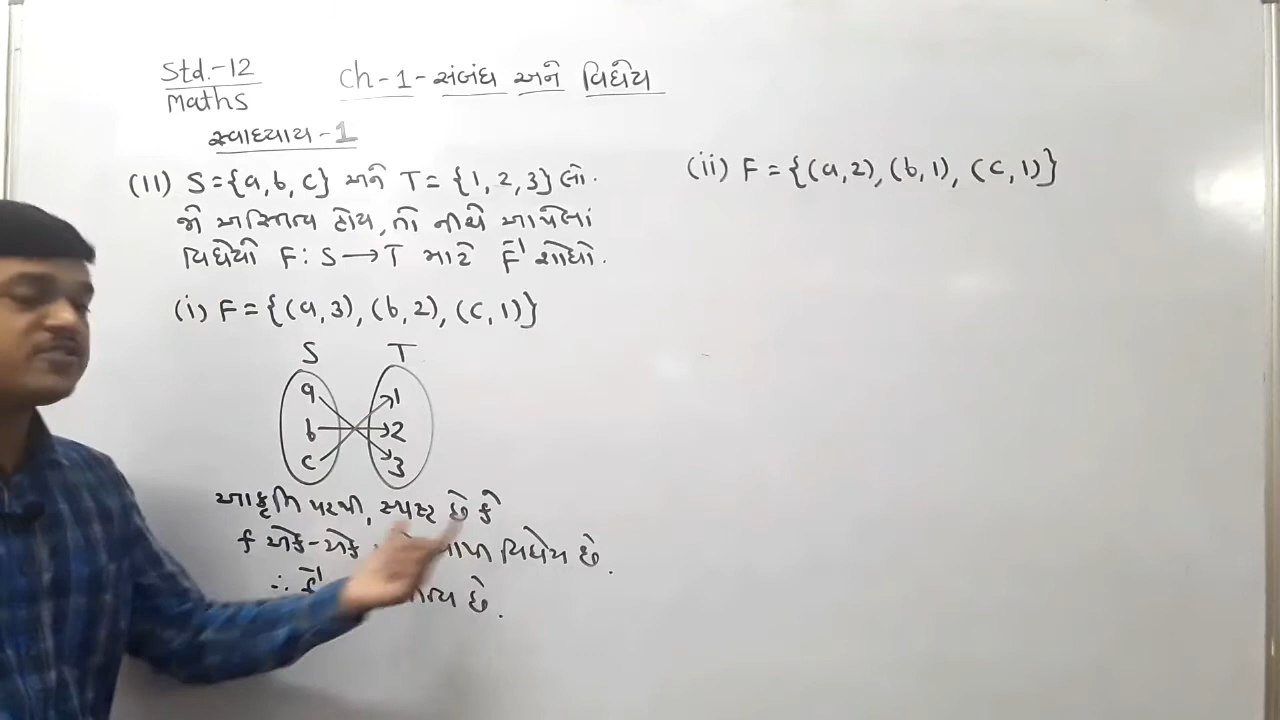 Std.-12
Maths
Ch-1-સંબંધ અને વિધેય
સ્વાધ્યાય-1
(11) S={a,b,c} અને T={1,2,3} લો.
જો અસ્તિત્વ હોય, તો નીચે આપેલાં
વિધેયો F:S→T માટે F⁻¹ શોધો.
(i) F={(a,3),(b,2),(c,1)}
S T
a 1
b 2
c 3
આકૃતિ પરથી, સ્પષ્ટ છે કે
f એક-એક વિધેય છે.
∴ f⁻¹ છે.
(ii) F={(a,2),(b,1),(c,1)}